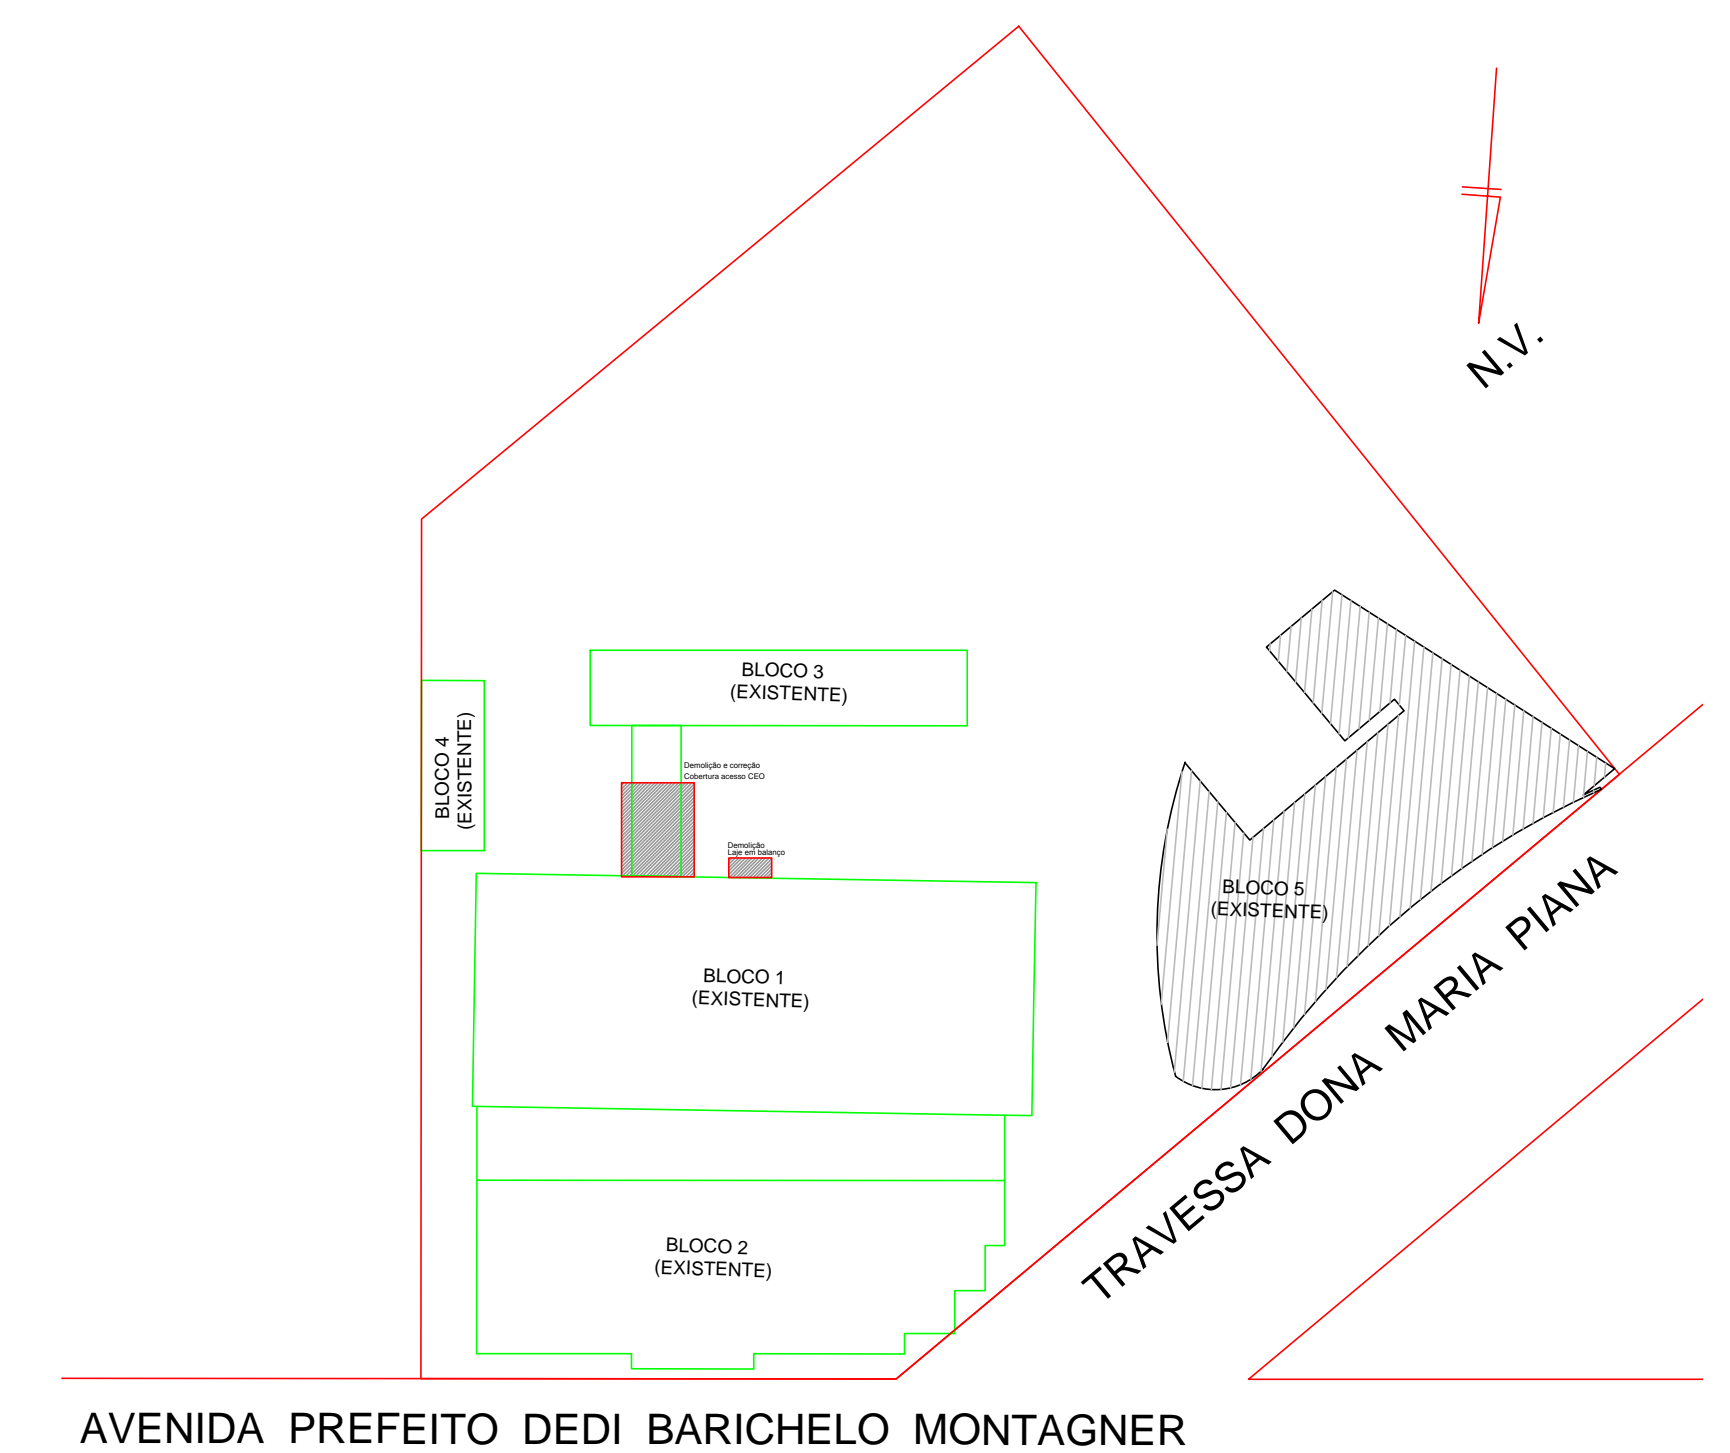 N.V.
BLOCO 3
(EXISTENTE)
BLOCO 4
(EXISTENTE)
Demolição e correção
Cobertura acesso CEO
Demolição
Laje em balanço
BLOCO 5
(EXISTENTE)
BLOCO 1
(EXISTENTE)
TRAVESSA DONA MARIA PIANA
BLOCO 2
(EXISTENTE)
AVENIDA PREFEITO DEDI BARICHELO MONTAGNER